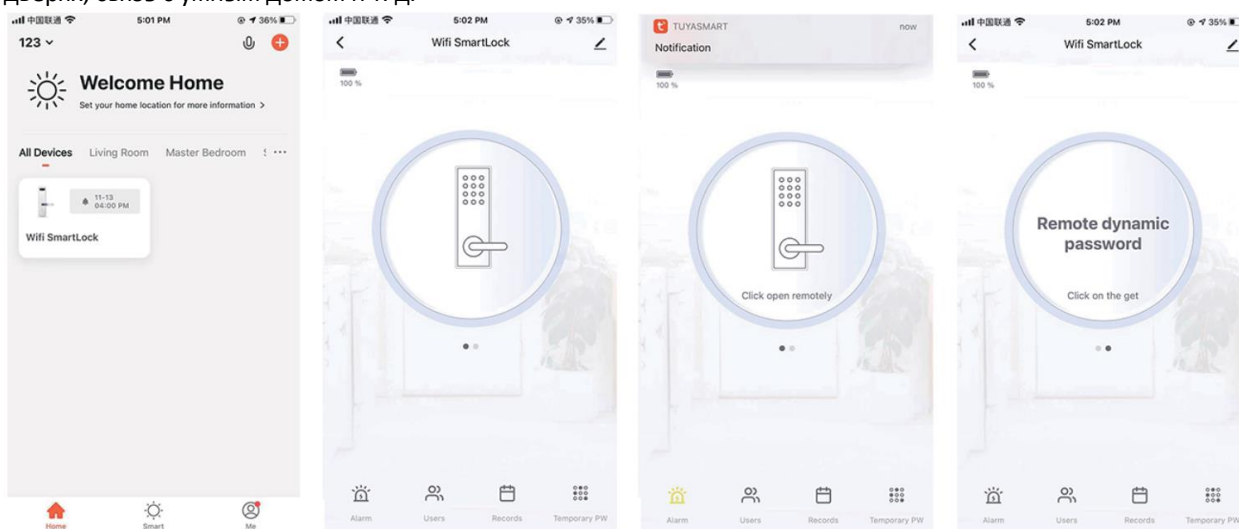 дверях, связь с умным домом и т. д.
中国联通
5:01 PM
36%
123
Welcome Home
Set your home location for more information >
All Devices
Living Room
Master Bedroom
11-13
04:00 PM
Wifi SmartLock
Home
Smart
Me
中国联通
5:02 PM
35%
Wifi SmartLock
100 %
Alarm
Users
Records
Temporary PW
TUYASMART
now
Notification
100 %
Click open remotely
Alarm
Users
Records
Temporary PW
中国联通
5:02 PM
35%
Wifi SmartLock
100 %
Remote dynamic
password
Click on the get
Alarm
Users
Records
Temporary PW